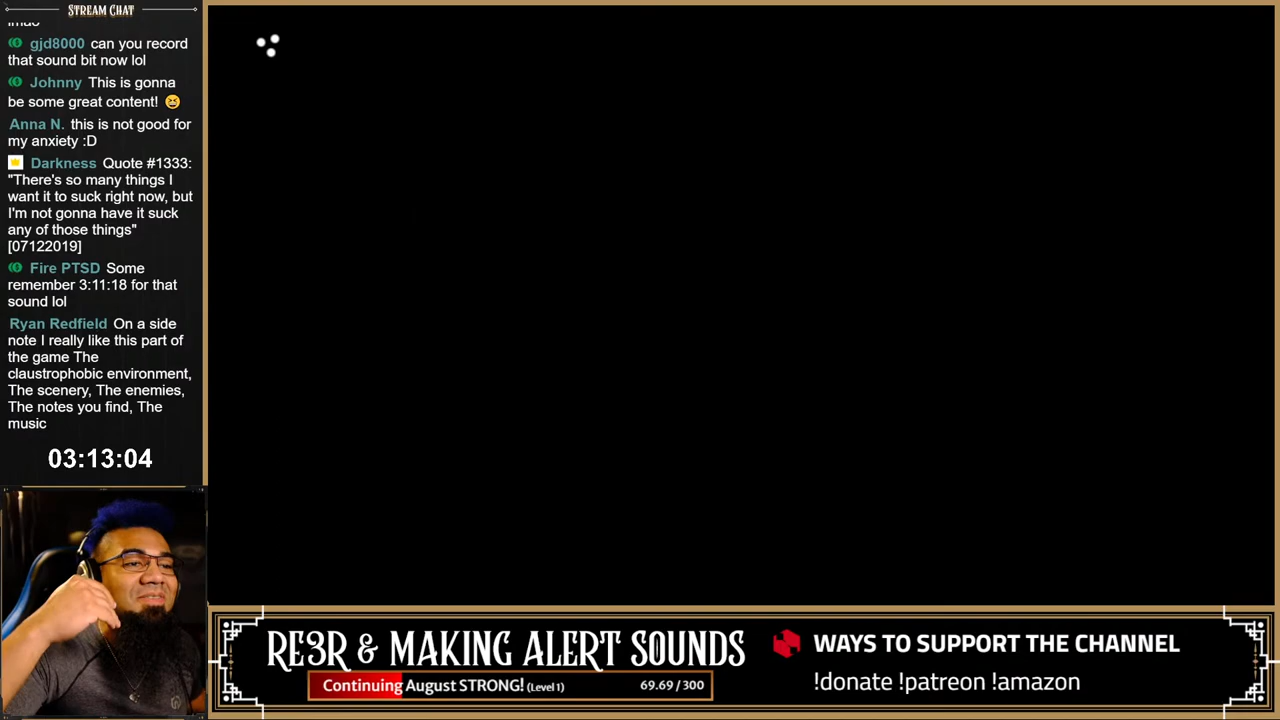 STREAM CHAT
lmao
gjd8000 can you record
that sound bit now lol
Johnny This is gonna
be some great content! 😆
Anna N. this is not good for
my anxiety :D
Darkness Quote #1333:
"There's so many things I
want it to suck right now, but
I'm not gonna have it suck
any of those things"
[07122019]
Fire PTSD Some
remember 3:11:18 for that
sound lol
Ryan Redfield On a side
note I really like this part of
the game The
claustrophobic environment,
The scenery, The enemies,
The notes you find, The
music
03:13:04
RE3R & MAKING ALERT SOUNDS
Continuing August STRONG! (Level 1) 69.69 / 300
WAYS TO SUPPORT THE CHANNEL
!donate !patreon !amazon